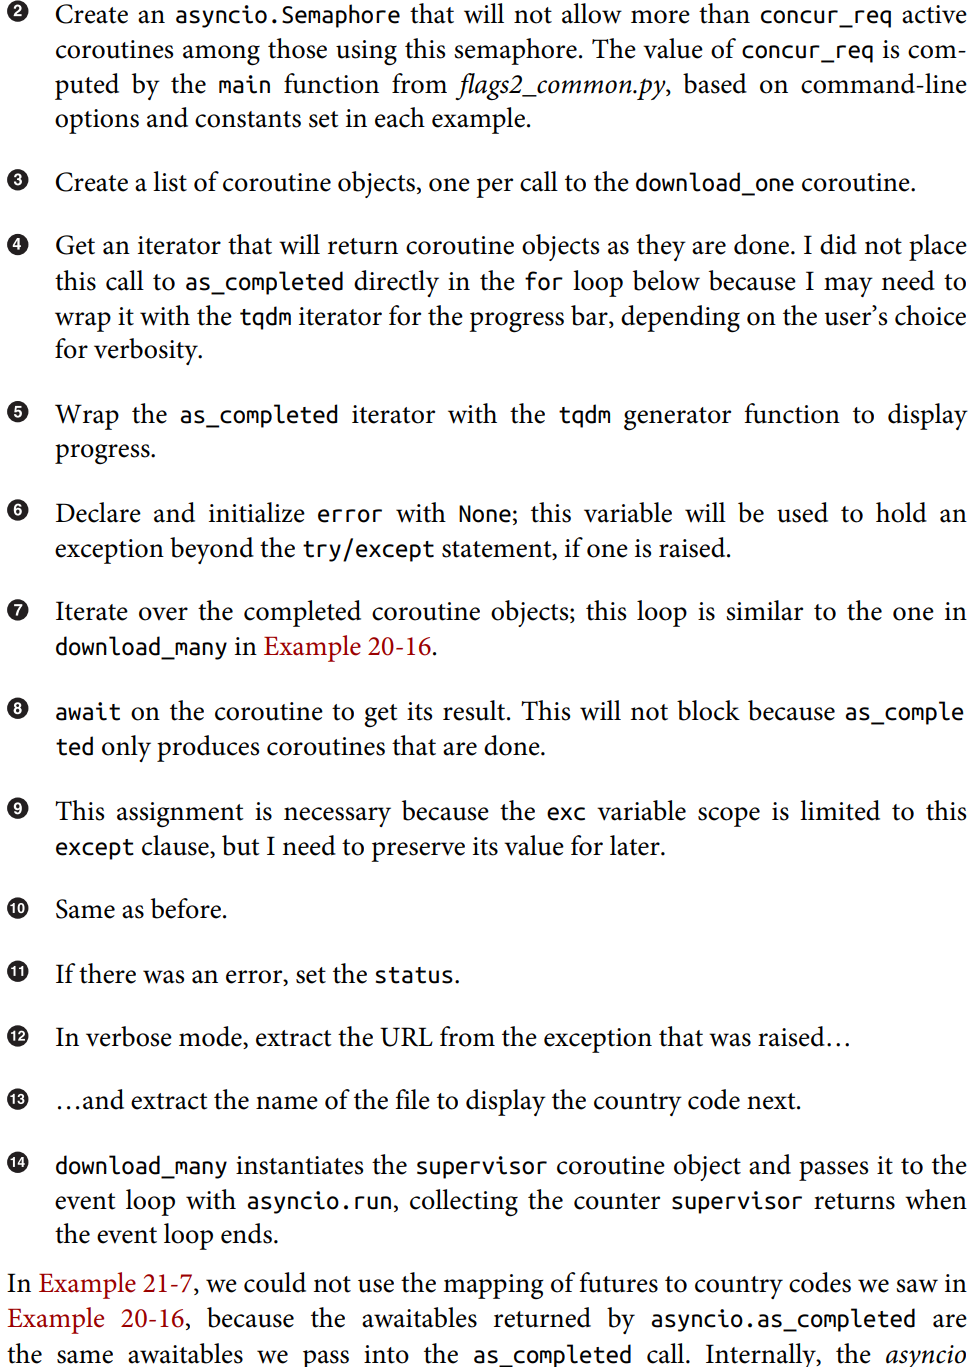 ❷ Create an asyncio.Semaphore that will not allow more than concur_req active
coroutines among those using this semaphore. The value of concur_req is com-
puted by the main function from flags2_common.py, based on command-line
options and constants set in each example.
❸ Create a list of coroutine objects, one per call to the download_one coroutine.
❹ Get an iterator that will return coroutine objects as they are done. I did not place
this call to as_completed directly in the for loop below because I may need to
wrap it with the tqdm iterator for the progress bar, depending on the user’s choice
for verbosity.
❺ Wrap the as_completed iterator with the tqdm generator function to display
progress.
❻ Declare and initialize error with None; this variable will be used to hold an
exception beyond the try/except statement, if one is raised.
❼ Iterate over the completed coroutine objects; this loop is similar to the one in
download_many in Example 20-16.
❽ await on the coroutine to get its result. This will not block because as_comple
ted only produces coroutines that are done.
❾ This assignment is necessary because the exc variable scope is limited to this
except clause, but I need to preserve its value for later.
❿ Same as before.
⓫ If there was an error, set the status.
⓬ In verbose mode, extract the URL from the exception that was raised…
⓭ …and extract the name of the file to display the country code next.
⓮ download_many instantiates the supervisor coroutine object and passes it to the
event loop with asyncio.run, collecting the counter supervisor returns when
the event loop ends.
In Example 21-7, we could not use the mapping of futures to country codes we saw in
Example 20-16, because the awaitables returned by asyncio.as_completed are
the same awaitables we pass into the as_completed call. Internally, the asyncio